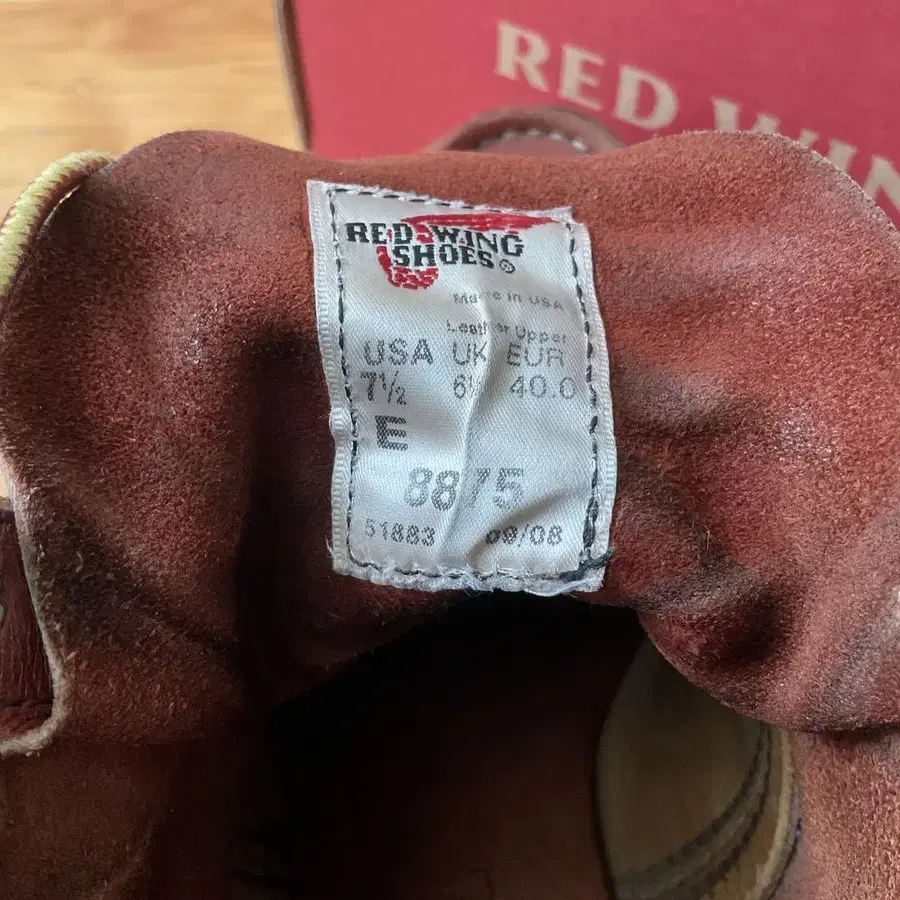 RED WIN
RED WING
SHOES®
Made in USA
Leather Upper
USA UK EUR
7½ 6½ 40.0
E
8875
51883 09/08